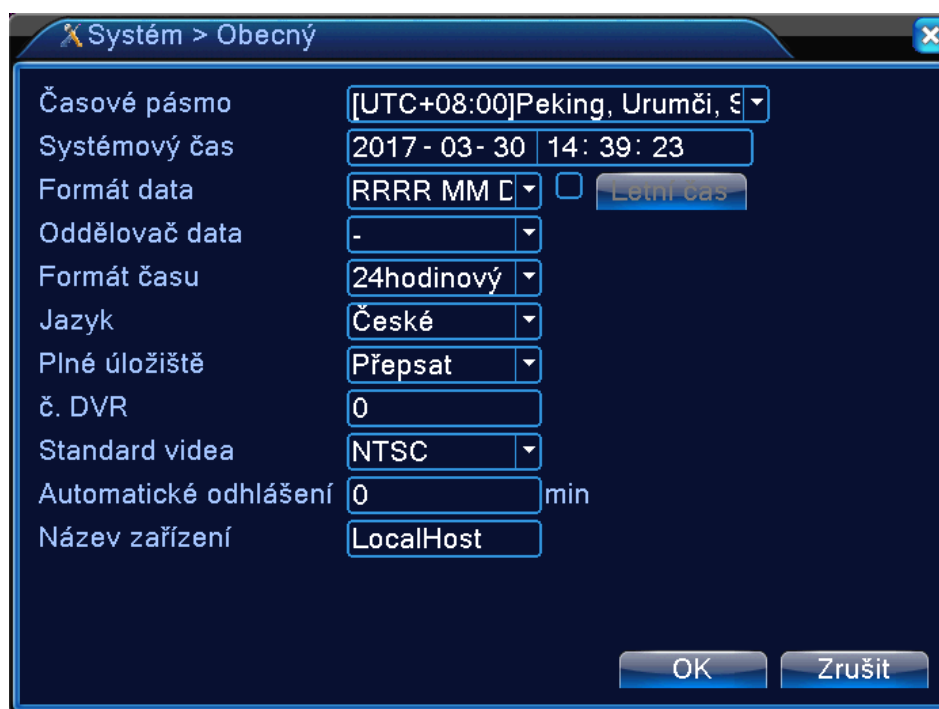 Systém > Obecný
Časové pásmo [UTC+08:00]Peking, Urumči,
Systémový čas 2017 - 03 - 30 14: 39: 23
Formát data RRRR MM D Letní čas
Oddělovač data -
Formát času 24hodinový
Jazyk České
Plné úložiště Přepsat
č. DVR 0
Standard videa NTSC
Automatické odhlášení 0 min
Název zařízení LocalHost
OK Zrušit